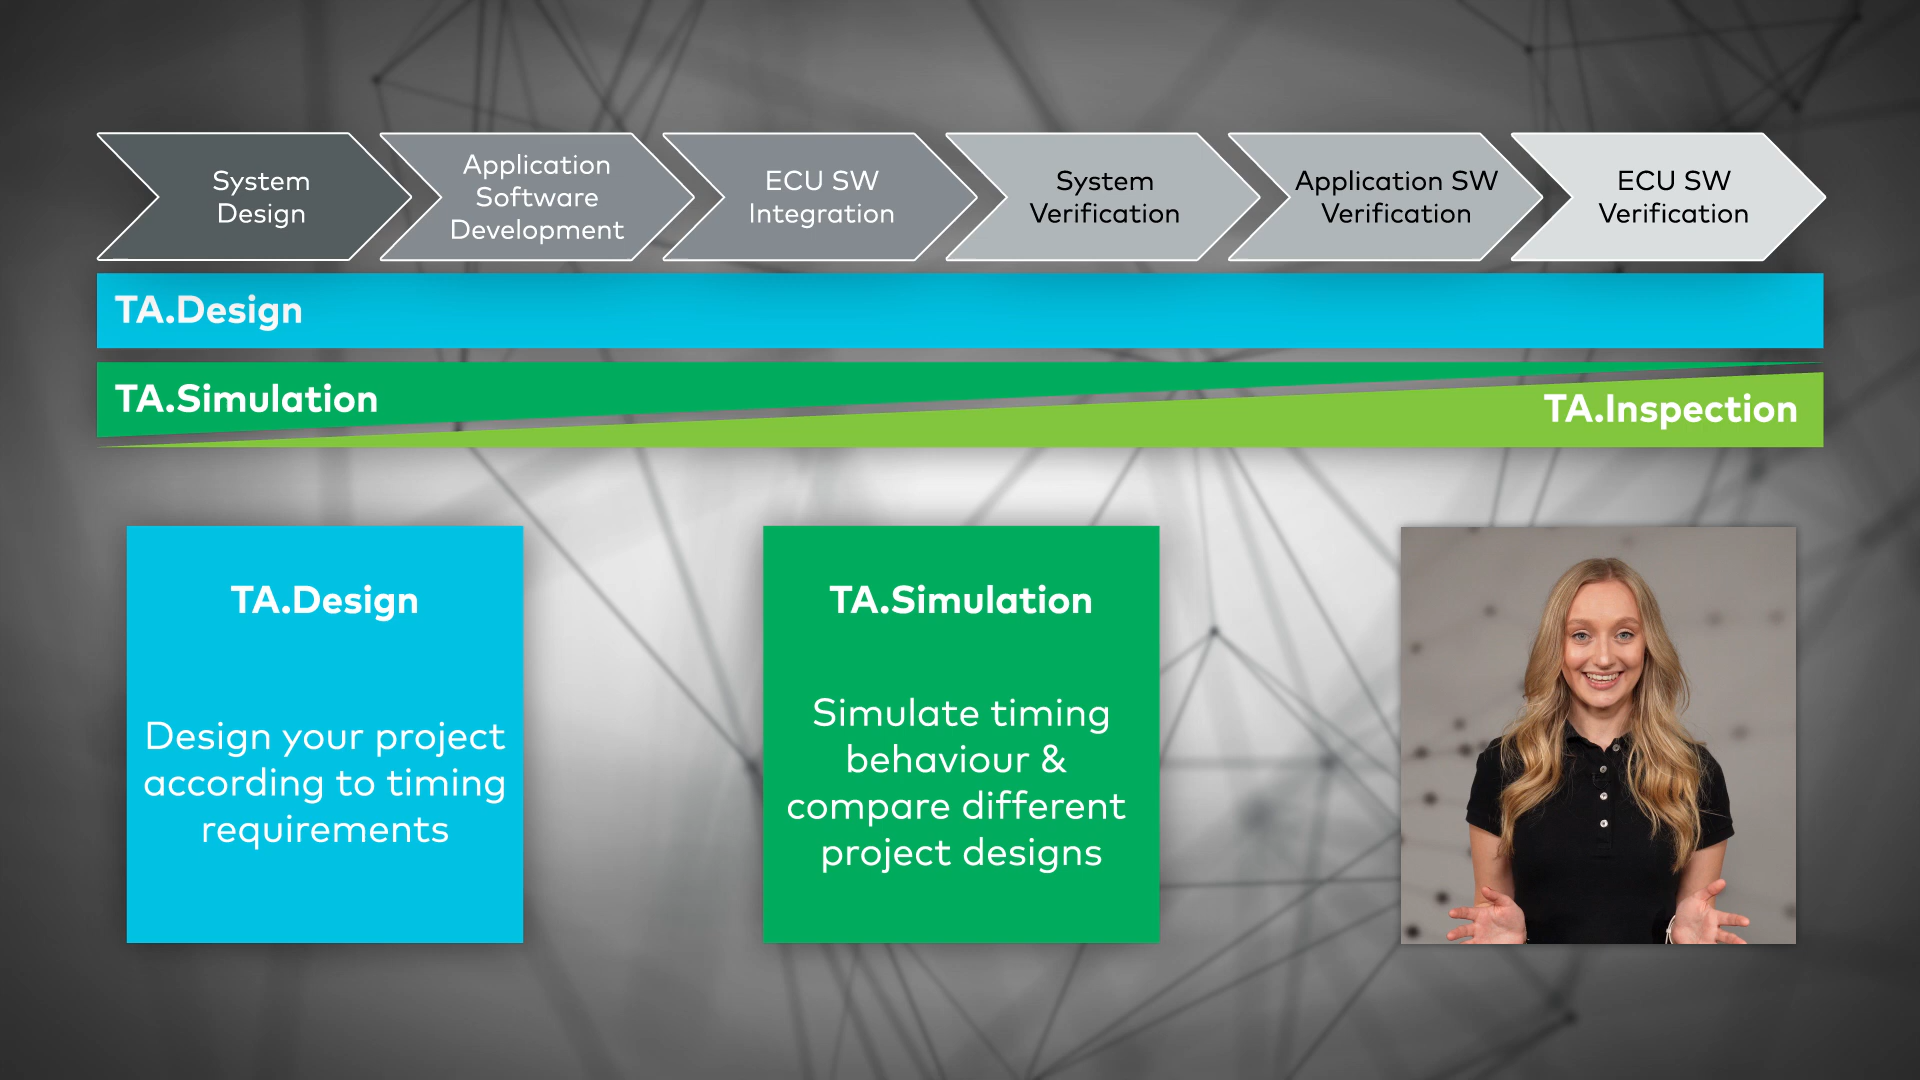 System
Design
Application
Software
Development
ECU SW
Integration
System
Verification
Application SW
Verification
ECU SW
Verification
TA.Design
TA.Simulation
TA.Inspection
TA.Design
Design your project
according to timing
requirements
TA.Simulation
Simulate timing
behaviour &
compare different
project designs